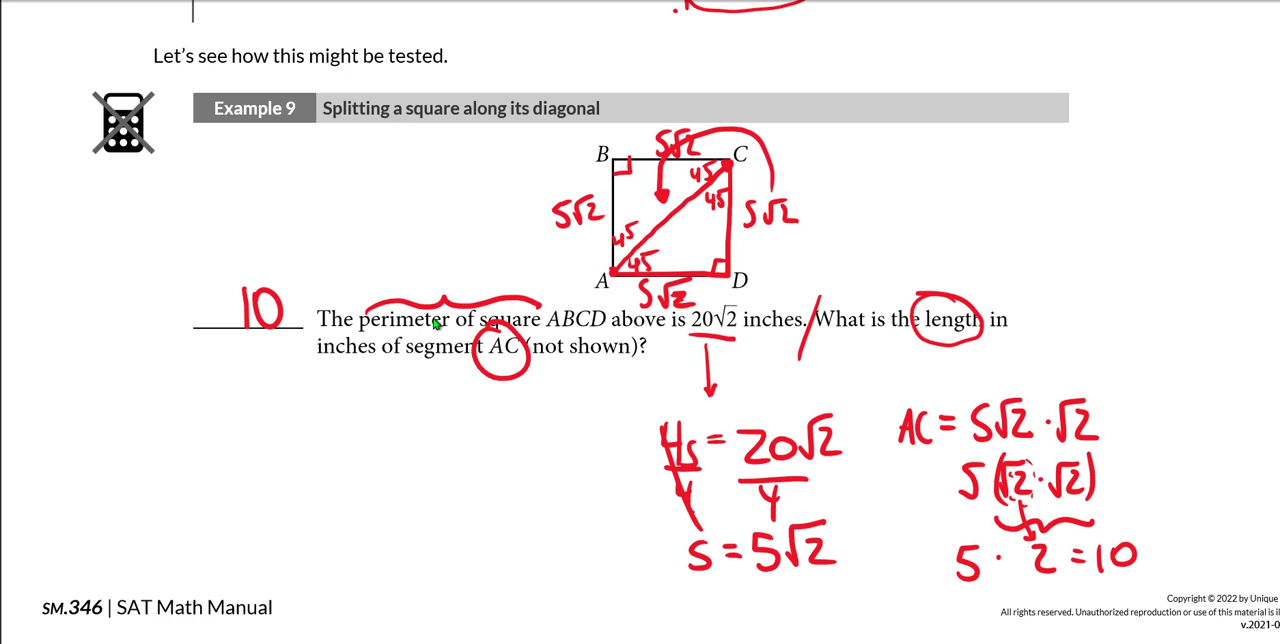 Let's see how this might be tested.
Example 9 Splitting a square along its diagonal
5√2
B C
45
45
5√2 5√2
45
45
A D
5√2
10
The perimeter of square ABCD above is 20√2 inches. What is the length in
inches of segment AC (not shown)?
4s = 20√2
4 4
s = 5√2
AC = 5√2 · √2
5(√2 · √2)
5 · 2 = 10
SM.346 | SAT Math Manual
Copyright © 2022 by Unique
All rights reserved. Unauthorized reproduction or use of this material is
v.2021-0